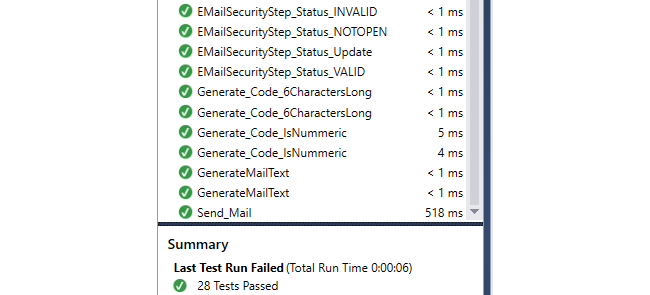 EMailSecurityStep_Status_INVALID < 1 ms
EMailSecurityStep_Status_NOTOPEN < 1 ms
EMailSecurityStep_Status_Update < 1 ms
EMailSecurityStep_Status_VALID < 1 ms
Generate_Code_6CharactersLong < 1 ms
Generate_Code_6CharactersLong < 1 ms
Generate_Code_IsNummeric 5 ms
Generate_Code_IsNummeric 4 ms
GenerateMailText < 1 ms
GenerateMailText < 1 ms
Send_Mail 518 ms
Summary
Last Test Run Failed (Total Run Time 0:00:06)
28 Tests Passed